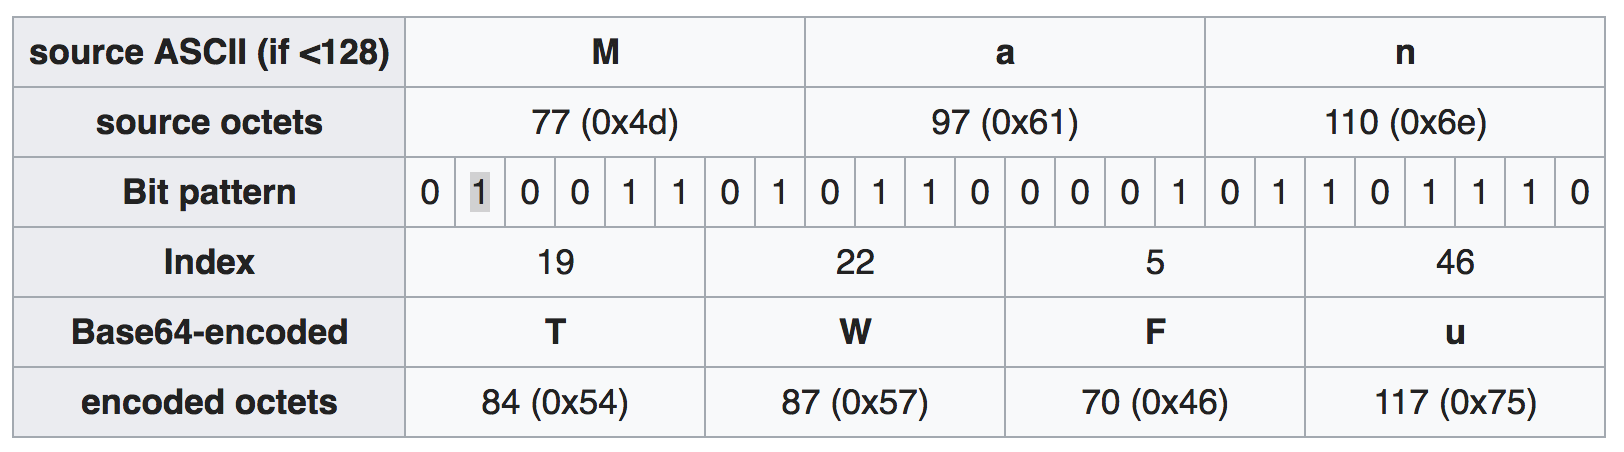 source ASCII (if <128) M a n
source octets 77 (0x4d) 97 (0x61) 110 (0x6e)
Bit pattern 0 1 0 0 1 1 0 1 0 1 1 0 0 0 0 1 0 1 1 0 1 1 1 0
Index 19 22 5 46
Base64-encoded T W F u
encoded octets 84 (0x54) 87 (0x57) 70 (0x46) 117 (0x75)